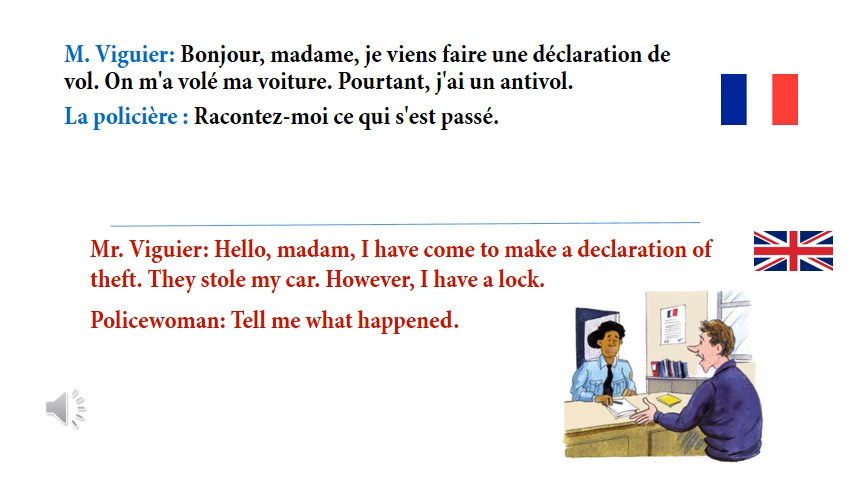 M. Viguier: Bonjour, madame, je viens faire une déclaration de
vol. On m'a volé ma voiture. Pourtant, j'ai un antivol.
La policière : Racontez-moi ce qui s'est passé.
Mr. Viguier: Hello, madam, I have come to make a declaration of
theft. They stole my car. However, I have a lock.
Policewoman: Tell me what happened.